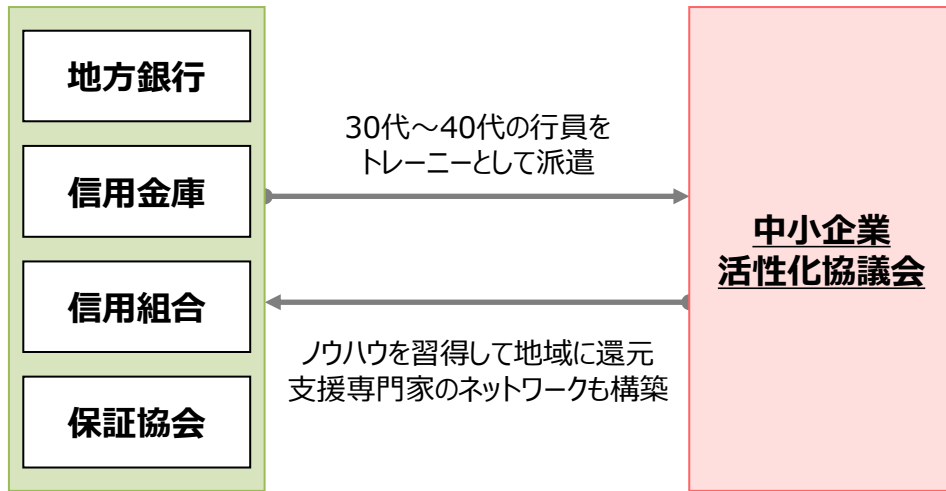 地方銀行
信用金庫
信用組合
保証協会
30代～40代の行員を
トレーニーとして派遣
ノウハウを習得して地域に還元
支援専門家のネットワークも構築
中小企業
活性化協議会